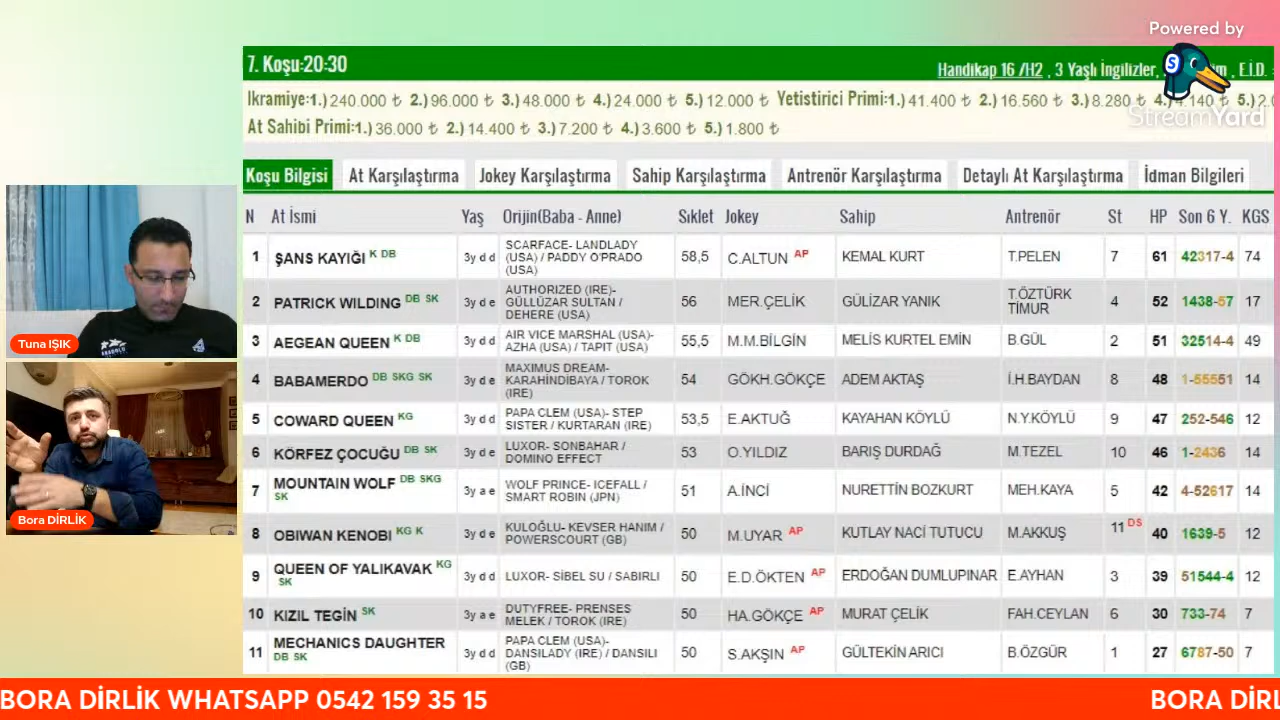 Powered by
StreamYard
7. Koşu:20:30
Handikap 16 /H2 , 3 Yaşlı İngilizler, , E.İ.D. :
Ikramiye:1.) 240.000 ₺ 2.) 96.000 ₺ 3.) 48.000 ₺ 4.) 24.000 ₺ 5.) 12.000 ₺ Yetistirici Primi:1.) 41.400 ₺ 2.) 16.560 ₺ 3.) 8.280 ₺ 4.) 4.140 ₺ 5.)
At Sahibi Primi:1.) 36.000 ₺ 2.) 14.400 ₺ 3.) 7.200 ₺ 4.) 3.600 ₺ 5.) 1.800 ₺
Koşu Bilgisi At Karşılaştırma Jokey Karşılaştırma Sahip Karşılaştırma Antrenör Karşılaştırma Detaylı At Karşılaştırma İdman Bilgileri
N At İsmi Yaş Orijin(Baba - Anne) Sıklet Jokey Sahip Antrenör St HP Son 6 Y. KGS
1 ŞANS KAYIĞI K DB 3y d d SCARFACE- LANDLADY (USA) / PADDY O'PRADO (USA) 58,5 C.ALTUN AP KEMAL KURT T.PELEN 7 61 42317-4 74
2 PATRICK WILDING DB SK 3y d e AUTHORIZED (IRE)- GÜLLÜZAR SULTAN / DEHERE (USA) 56 MER.ÇELİK GÜLİZAR YANIK T.ÖZTÜRK TİMUR 4 52 1438-57 17
3 AEGEAN QUEEN K DB 3y d d AIR VICE MARSHAL (USA)- AZHA (USA) / TAPIT (USA) 55,5 M.M.BİLGİN MELİS KURTEL EMİN B.GÜL 2 51 32514-4 49
4 BABAMERDO DB SKG SK 3y d e MAXIMUS DREAM- KARAHİNDİBAYA / TOROK (IRE) 54 GÖKH.GÖKÇE ADEM AKTAŞ İ.H.BAYDAN 8 48 1-55551 14
5 COWARD QUEEN KG 3y d d PAPA CLEM (USA)- STEP SISTER / KURTARAN (IRE) 53,5 E.AKTUĞ KAYAHAN KÖYLÜ N.Y.KÖYLÜ 9 47 252-546 12
6 KÖRFEZ ÇOCUĞU DB SK 3y d e LUXOR- SONBAHAR / DOMINO EFFECT 53 O.YILDIZ BARIŞ DURDAĞ M.TEZEL 10 46 1-2436 14
7 MOUNTAIN WOLF DB SKG SK 3y a e WOLF PRINCE- ICEFALL / SMART ROBIN (JPN) 51 A.İNCİ NURETTİN BOZKURT MEH.KAYA 5 42 4-52617 14
8 OBIWAN KENOBI KG K 3y d e KULOĞLU- KEVSER HANIM / POWERSCOURT (GB) 50 M.UYAR AP KUTLAY NACİ TUTUCU M.AKKUŞ 11 DS 40 1639-5 12
9 QUEEN OF YALIKAVAK KG SK 3y d d LUXOR- SİBEL SU / SABIRLI 50 E.D.ÖKTEN AP ERDOĞAN DUMLUPINAR E.AYHAN 3 39 51544-4 12
10 KIZIL TEGİN SK 3y a e DUTYFREE- PRENSES MELEK / TOROK (IRE) 50 HA.GÖKÇE AP MURAT ÇELİK FAH.CEYLAN 6 30 733-74 7
11 MECHANICS DAUGHTER DB SK 3y d d PAPA CLEM (USA)- DANSILADY (IRE) / DANSILI (GB) 50 S.AKŞIN AP GÜLTEKİN ARICI B.ÖZGÜR 1 27 6787-50 7
Tuna IŞIK
Bora DİRLİK
BORA DİRLİK WHATSAPP 0542 159 35 15 BORA DİRL